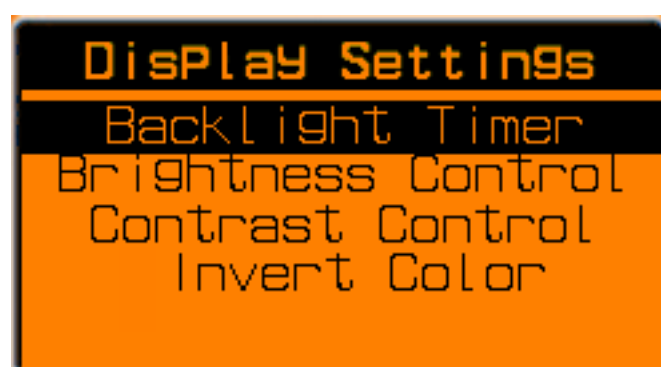 Display Settings
Backlight Timer
Brightness Control
Contrast Control
Invert Color